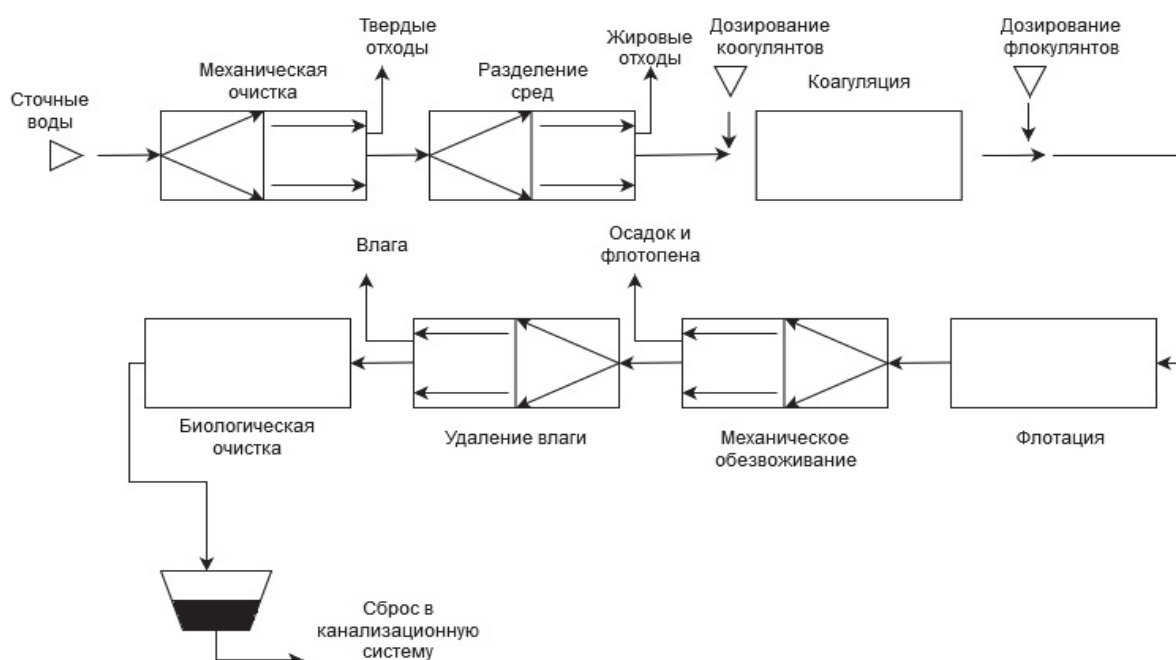 Сточные
воды
Механическая
очистка
Твердые
отходы
Разделение
сред
Жировые
отходы
Дозирование
коогулянтов
Коагуляция
Дозирование
флокулянтов
Влага
Осадок и
флотопена
Биологическая
очистка
Удаление влаги
Механическое
обезвоживание
Флотация
Сброс в
канализационную
систему